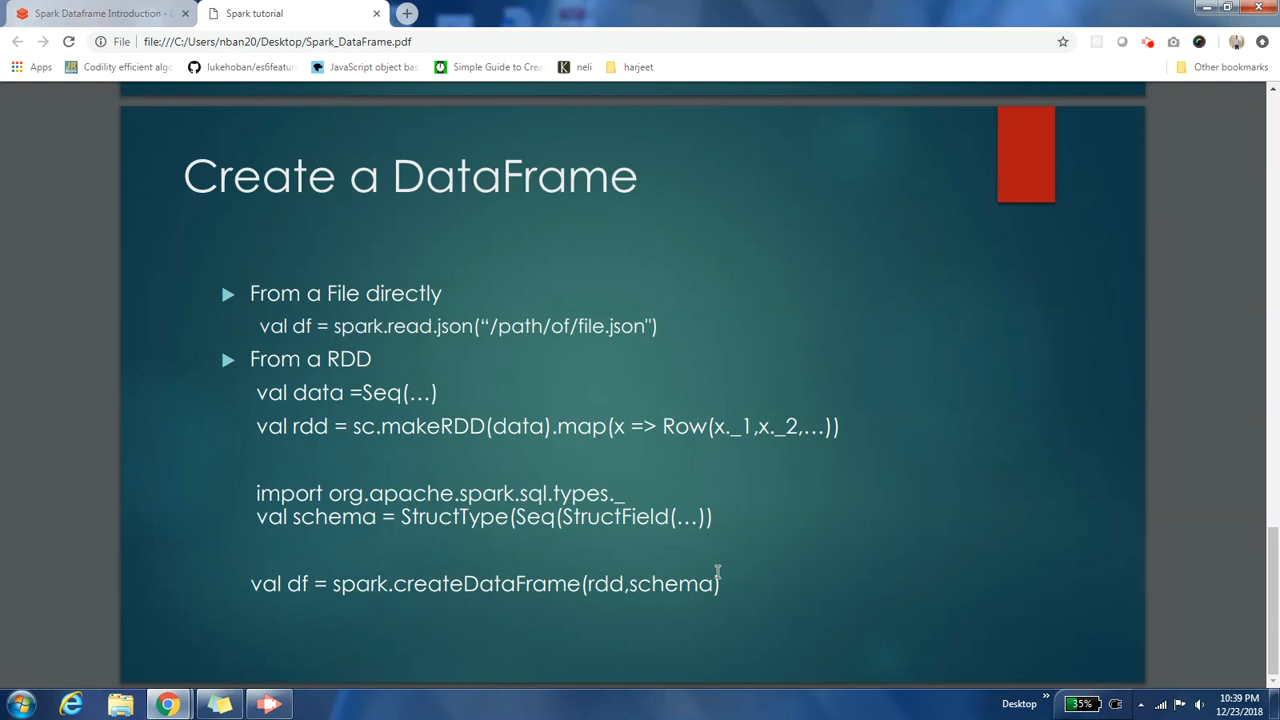 Spark Dataframe Introduction - D
Spark tutorial
File
file:///C:/Users/nban20/Desktop/Spark_DataFrame.pdf
Apps
Codility efficient algo
lukehoban/es6featur
JavaScript object bas
Simple Guide to Crea
neli
harjeet
Other bookmarks
Create a DataFrame
From a File directly
val df = spark.read.json(“/path/of/file.json")
From a RDD
val data =Seq(…)
val rdd = sc.makeRDD(data).map(x => Row(x._1,x._2,…))
import org.apache.spark.sql.types._
val schema = StructType(Seq(StructField(…))
val df = spark.createDataFrame(rdd,schema)
Desktop
35%
10:39 PM
12/23/2018